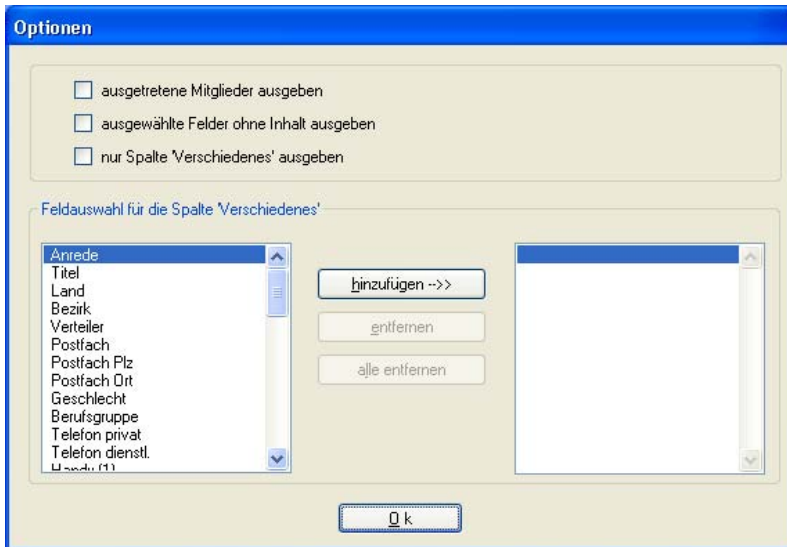 Optionen
ausgetretene Mitglieder ausgeben
ausgewählte Felder ohne Inhalt ausgeben
nur Spalte 'Verschiedenes' ausgeben
Feldauswahl für die Spalte 'Verschiedenes'
Anrede
Titel
Land
Bezirk
Verteiler
Postfach
Postfach Plz
Postfach Ort
Geschlecht
Berufsgruppe
Telefon privat
Telefon dienstl.
Handy (1)
hinzufügen -->>
entfernen
alle entfernen
O k